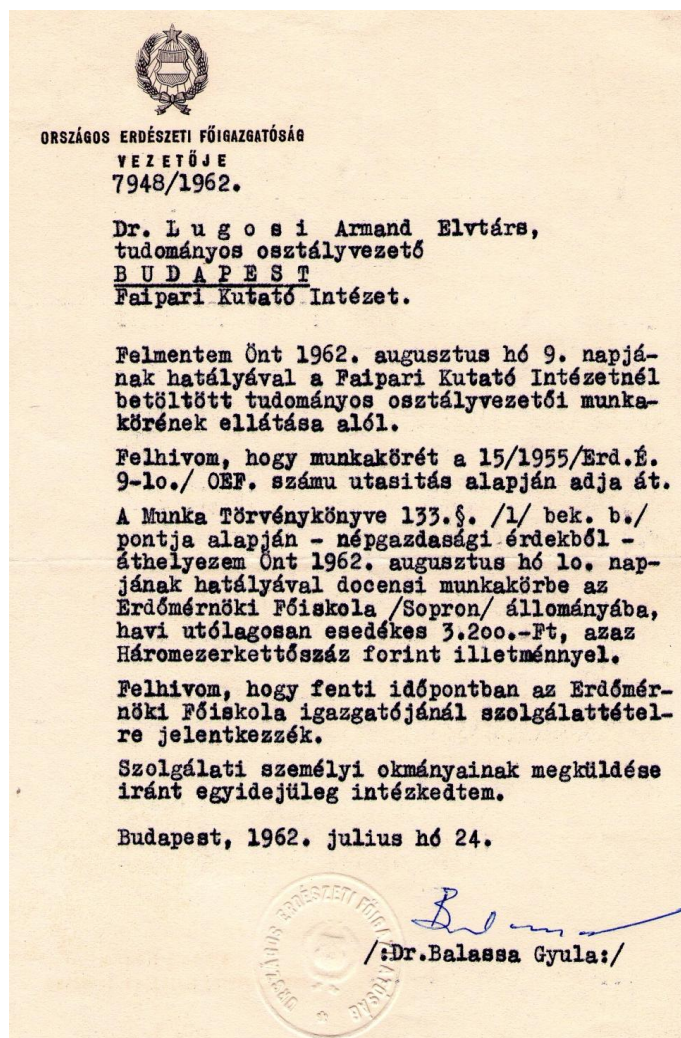 ORSZÁGOS ERDÉSZETI FŐIGAZGATÓSÁG
VEZETŐJE
7948/1962.
Dr. L u g o s i Armand Elvtárs,
tudományos osztályvezető
B U D A P E S T
Faipari Kutató Intézet.
Felmentem Önt 1962. augusztus hó 9. napjá-
nak hatályával a Faipari Kutató Intézetnél
betöltött tudományos osztályvezetői munka-
körének ellátása alól.
Felhivom, hogy munkakörét a 15/1955/Erd.É.
9-lo./ OEF. számu utasitás alapján adja át.
A Munka Törvénykönyve 133.§. /1/ bek. b./
pontja alapján - népgazdasági érdekből -
áthelyezem Önt 1962. augusztus hó lo. nap-
jának hatályával docensi munkakörbe az
Erdőmérnöki Főiskola /Sopron/ állományába,
havi utólagosan esedékes 3.2oo.-Ft, azaz
Háromezerkettőszáz forint illetménnyel.
Felhivom, hogy fenti időpontban az Erdőmér-
nöki Főiskola igazgatójánál szolgálattétel-
re jelentkezzék.
Szolgálati személyi okmányainak megküldése
iránt egyidejüleg intézkedtem.
Budapest, 1962. julius hó 24.
ORSZÁGOS ERDÉSZETI FŐIGAZGATÓSÁG
/:Dr.Balassa Gyula:/